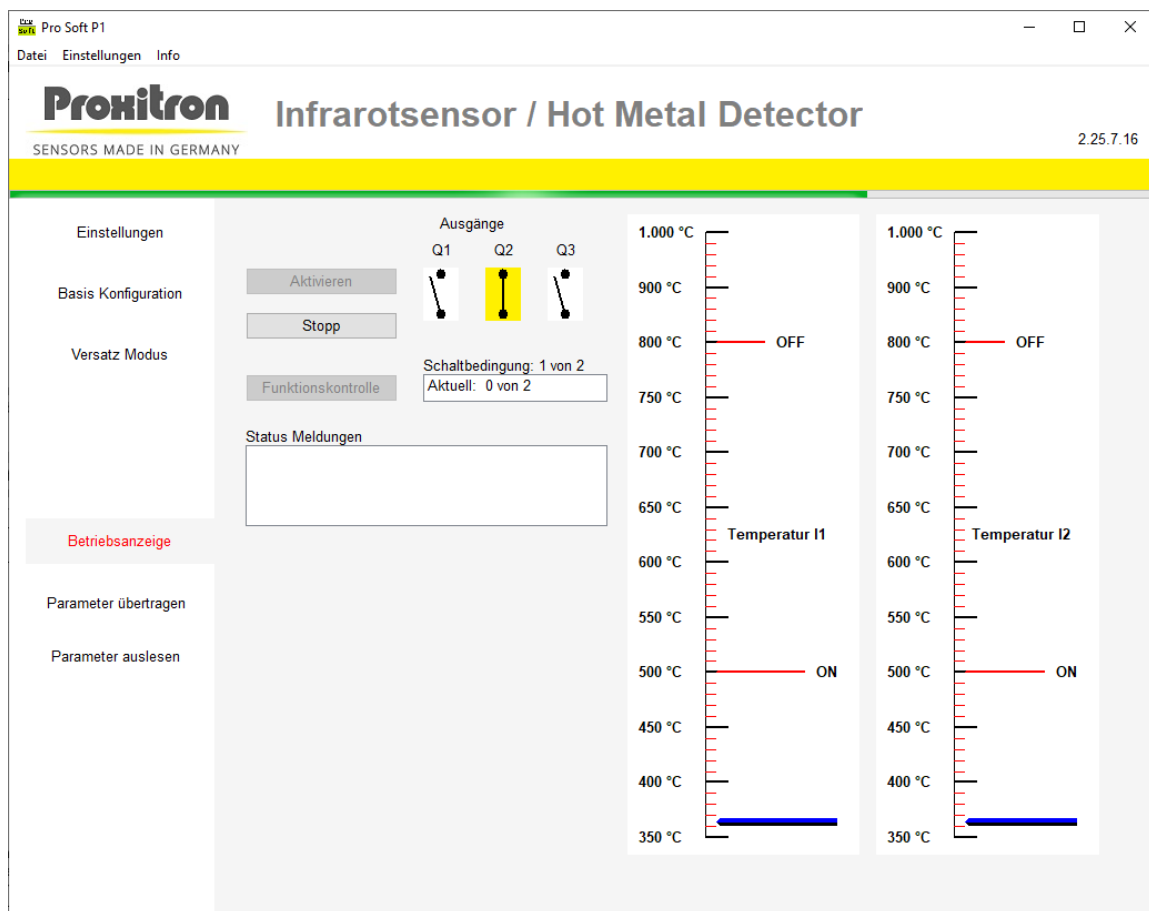 Pro Soft
Pro Soft P1
Datei Einstellungen Info
Proxitron
SENSORS MADE IN GERMANY
Infrarotsensor / Hot Metal Detector
2.25.7.16
Einstellungen
Basis Konfiguration
Versatz Modus
Betriebsanzeige
Parameter übertragen
Parameter auslesen
Aktivieren
Stopp
Funktionskontrolle
Ausgänge
Q1 Q2 Q3
Schaltbedingung: 1 von 2
Aktuell: 0 von 2
Status Meldungen
1.000 °C
900 °C
800 °C OFF
750 °C
700 °C
650 °C
Temperatur I1
600 °C
550 °C
500 °C ON
450 °C
400 °C
350 °C
1.000 °C
900 °C
800 °C OFF
750 °C
700 °C
650 °C
Temperatur I2
600 °C
550 °C
500 °C ON
450 °C
400 °C
350 °C